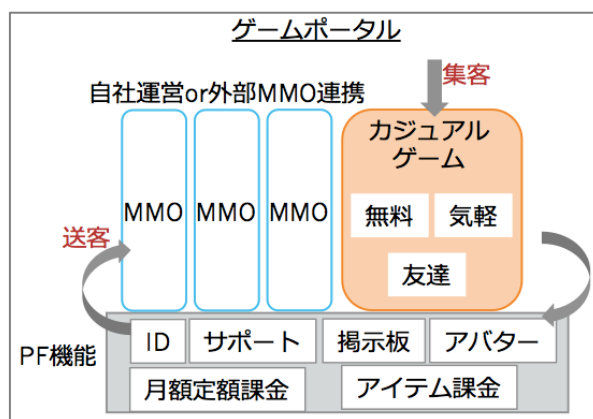 ゲームポータル
集客
自社運営or外部MMO連携
カジュアル
ゲーム
MMO
MMO
MMO
無料
気軽
友達
送客
PF機能
ID
サポート
掲示板
アバター
月額定額課金
アイテム課金